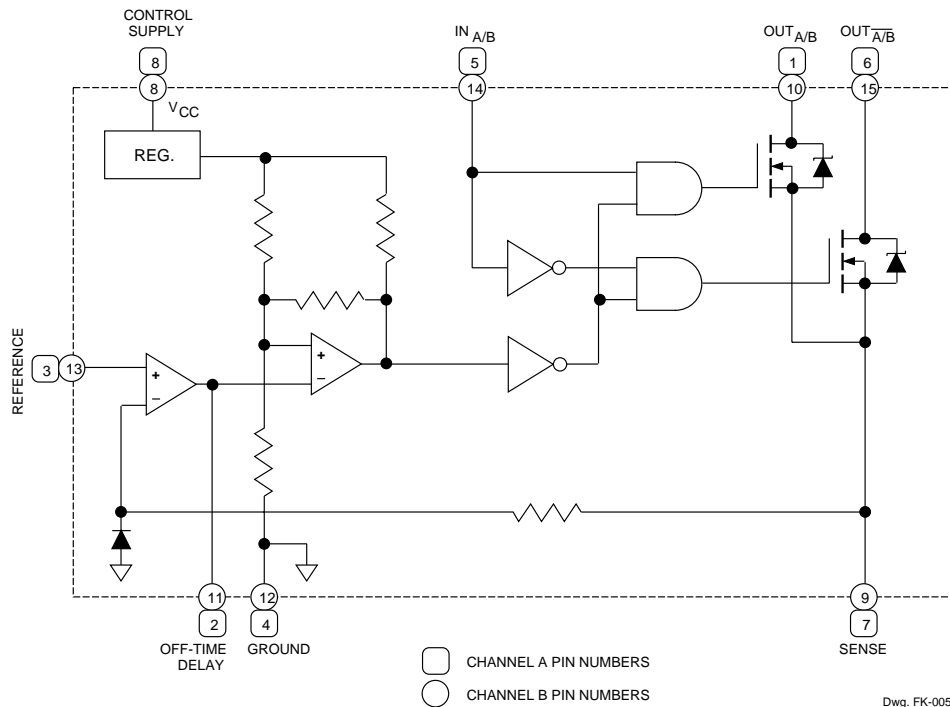 CONTROL
SUPPLY
IN A/B
OUT A/B
OUT A/B
8
5
1
6
8
14
10
15
VCC
REG.
REFERENCE
3
13
+
–
+
–
11
12
9
2
4
7
OFF-TIME
DELAY
GROUND
SENSE
CHANNEL A PIN NUMBERS
CHANNEL B PIN NUMBERS
Dwg. FK-005